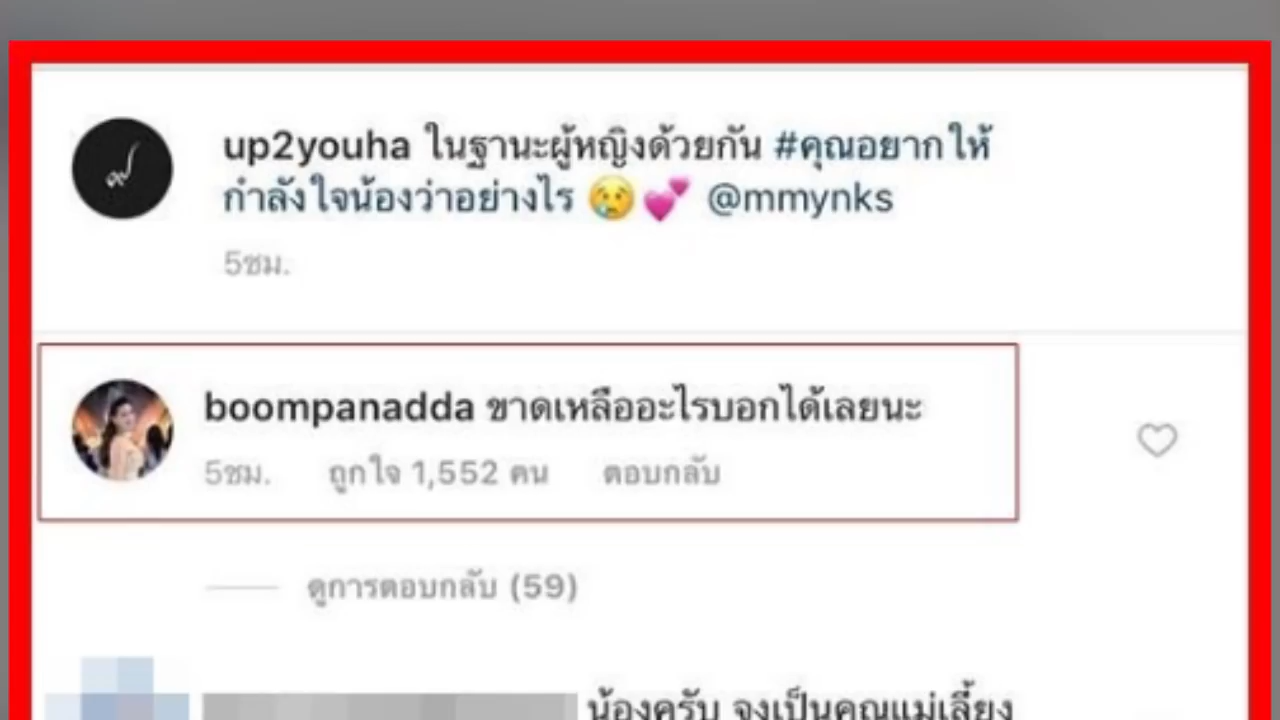 up2youha ในฐานะผู้หญิงด้วยกัน #คุณอยากให้
กำลังใจน้องว่าอย่างไร 😢💕 @mmynks
5ชม.
boompanadda ขาดเหลืออะไรบอกได้เลยนะ
5ชม. ถูกใจ 1,552 คน ตอบกลับ
ดูการตอบกลับ (59)
น้องครับ จงเป็นคุณแม่เลี้ยง